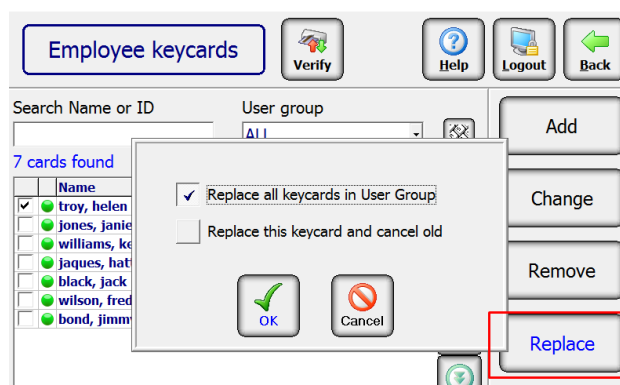 Employee keycards
Verify
Help
Logout
Back
Search Name or ID
User group
ALL
7 cards found
Name
troy, helen
jones, janie
williams, ke
jaques, hat
black, jack
wilson, fred
bond, jimm
Replace all keycards in User Group
Replace this keycard and cancel old
OK
Cancel
Add
Change
Remove
Replace